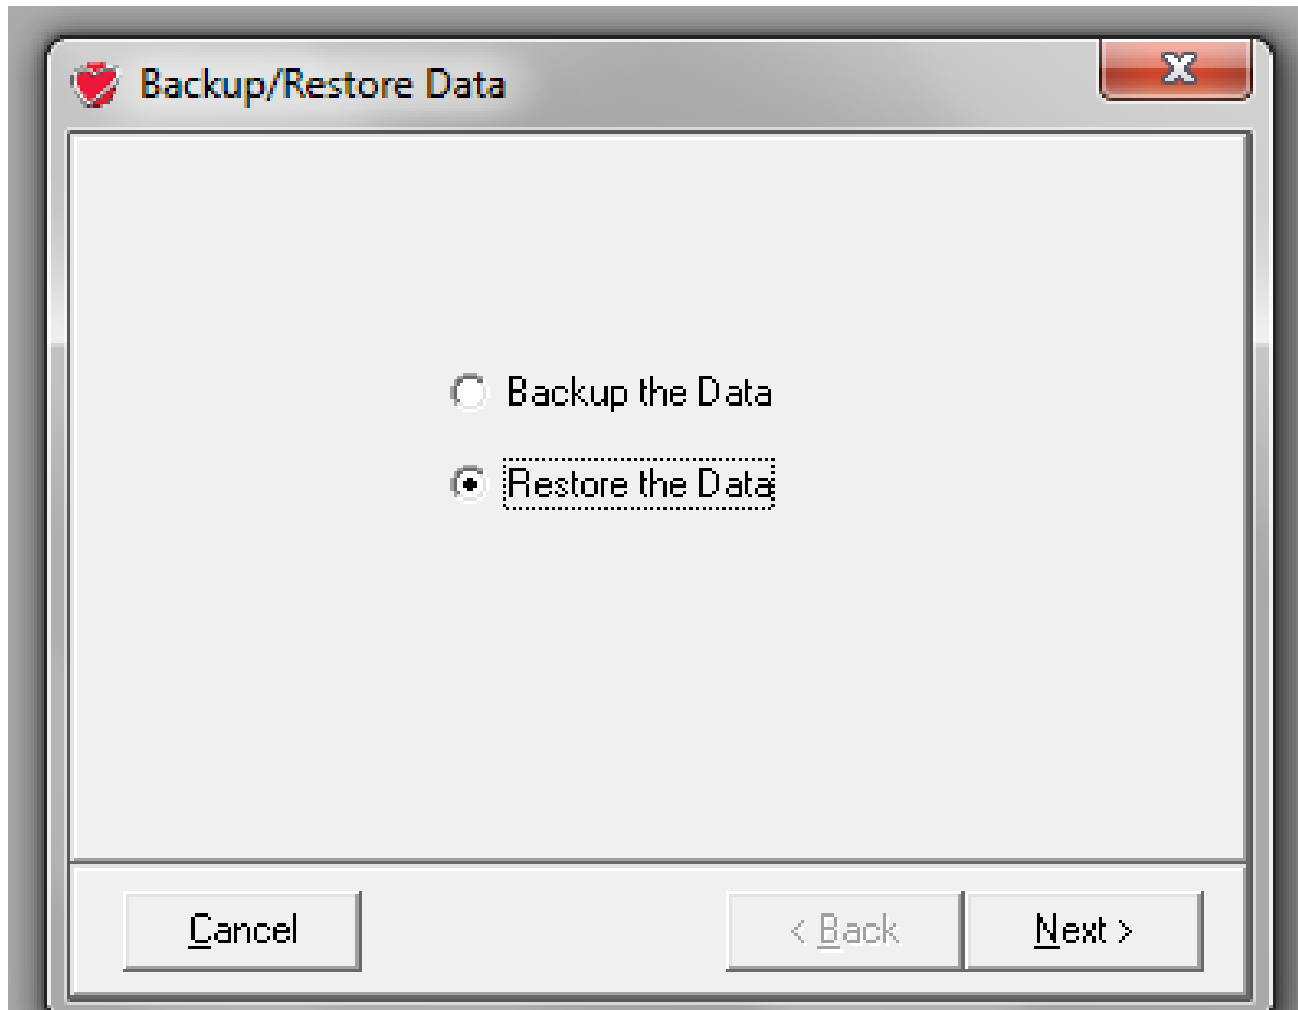 Backup/Restore Data
Backup the Data
Restore the Data
Cancel
< Back
Next >